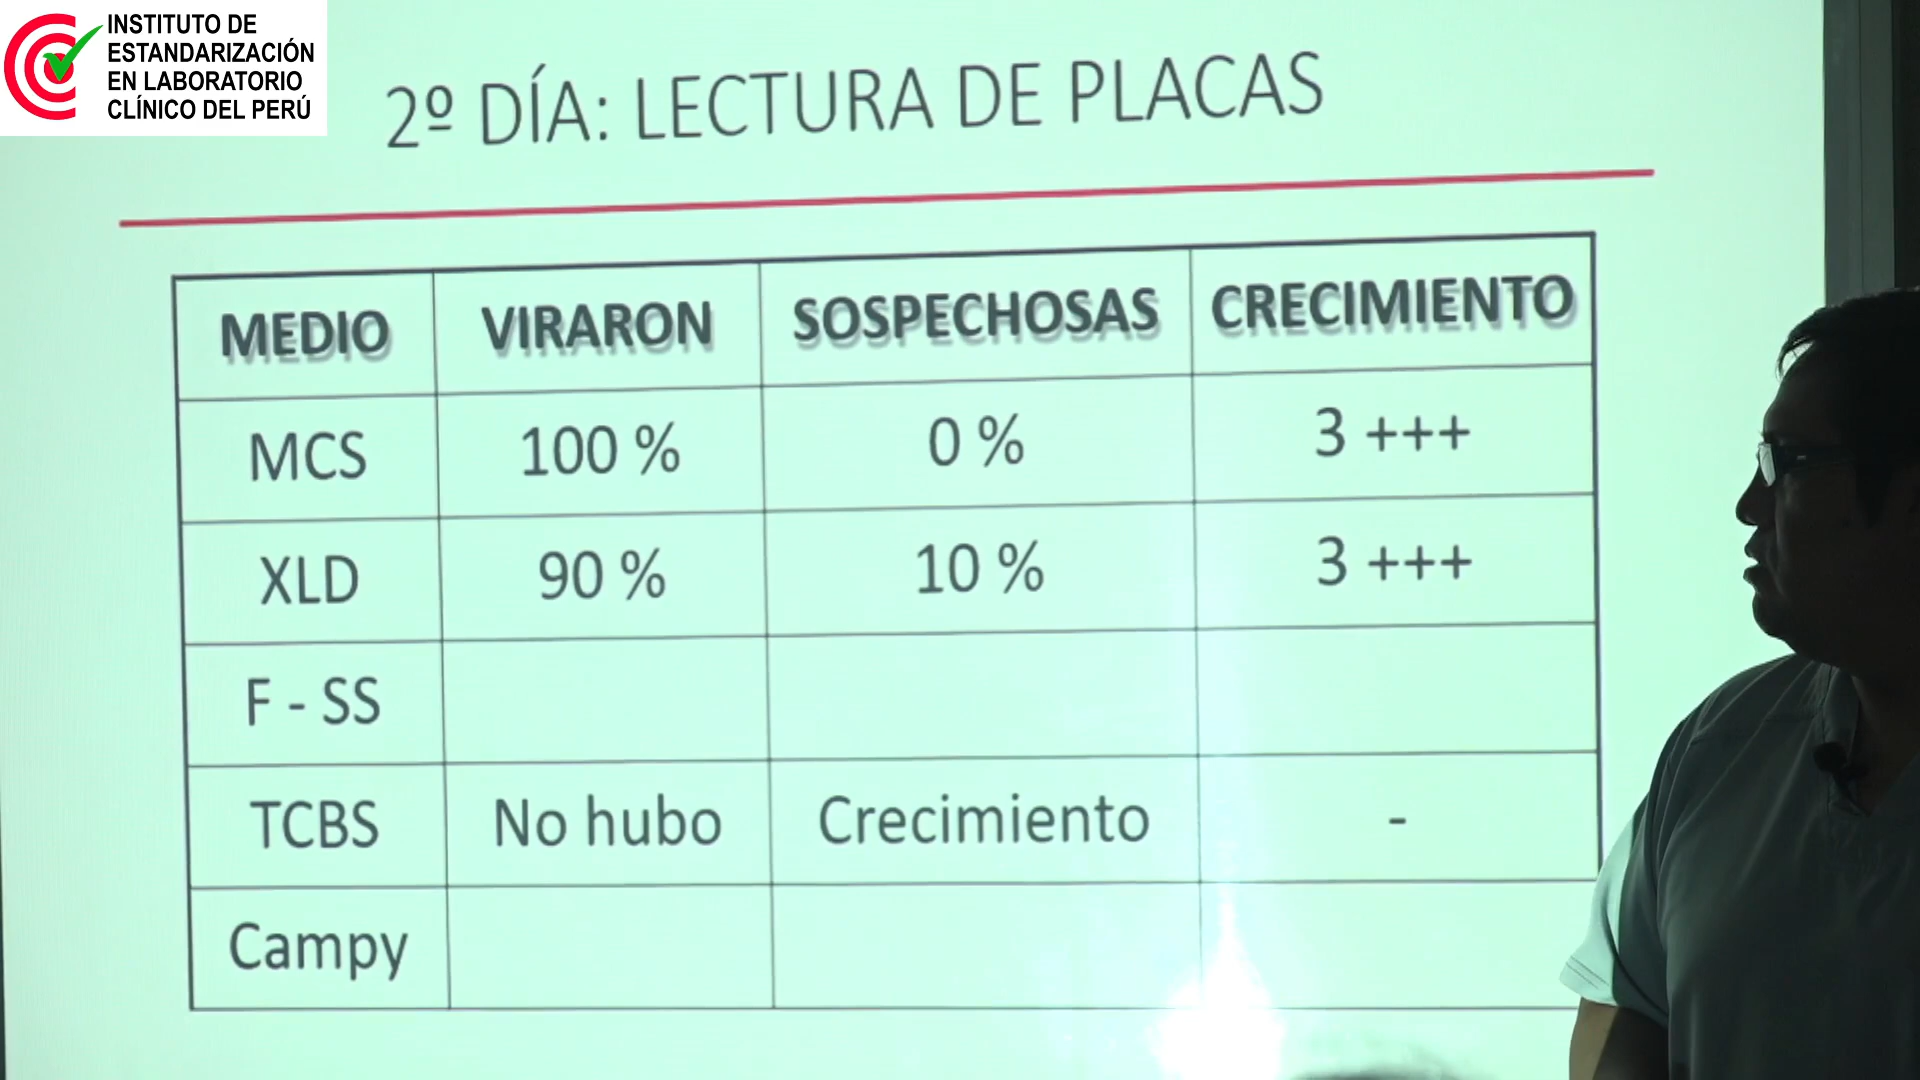 INSTITUTO DE
ESTANDARIZACIÓN
EN LABORATORIO
CLÍNICO DEL PERÚ
2º DÍA: LECTURA DE PLACAS
MEDIO VIRARON SOSPECHOSAS CRECIMIENTO
MCS 100 % 0 % 3 +++
XLD 90 % 10 % 3 +++
F - SS
TCBS No hubo Crecimiento -
Campy